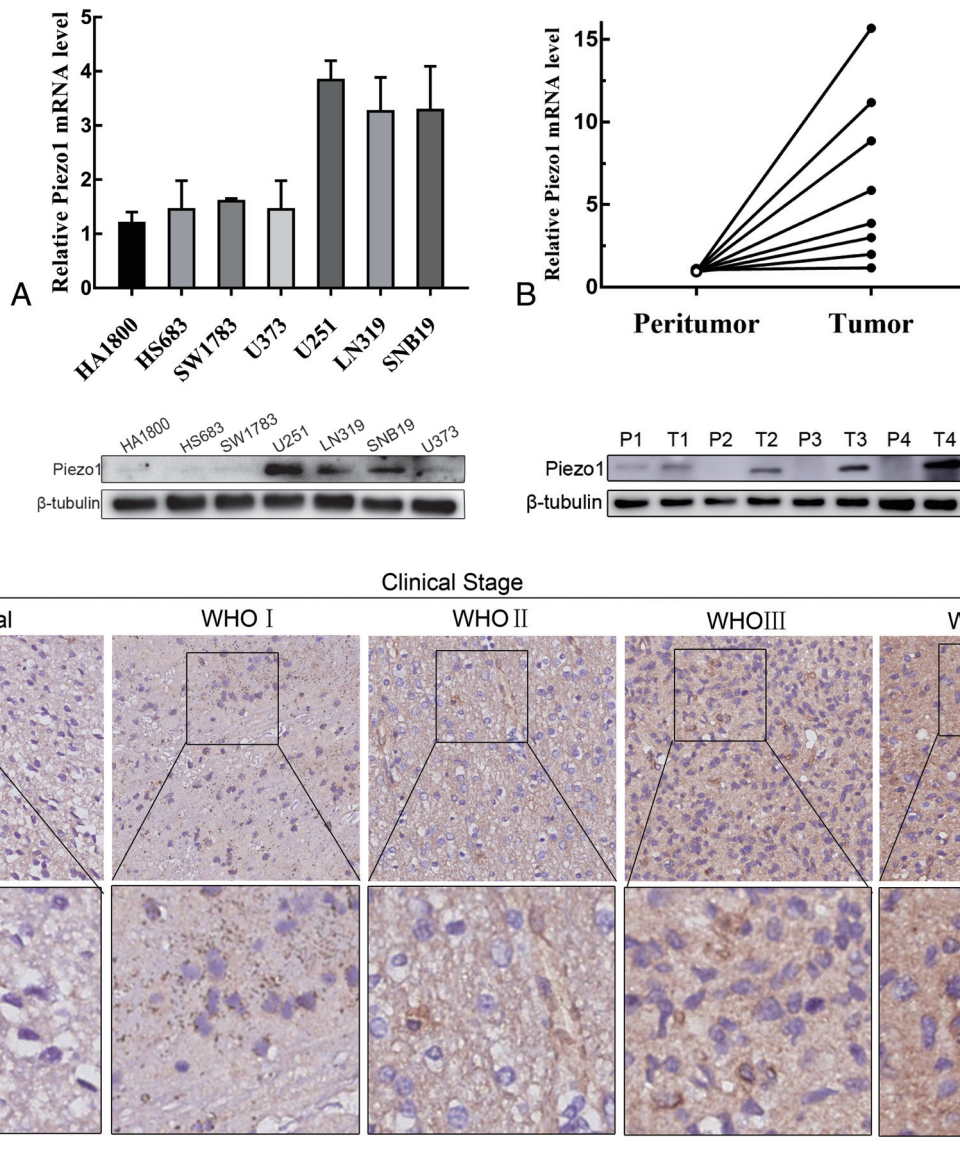 Relative Piezo1 mRNA level
5
4
3
2
1
0
A
HA1800
HS683
SW1783
U373
U251
LN319
SNB19
Relative Piezo1 mRNA level
15
10
5
0
B
Peritumor
Tumor
HA1800
HS683
SW1783
U251
LN319
SNB19
U373
Piezo1
β-tubulin
P1 T1 P2 T2 P3 T3 P4 T4
Piezo1
β-tubulin
Clinical Stage
al WHO Ⅰ WHO Ⅱ WHOⅢ W